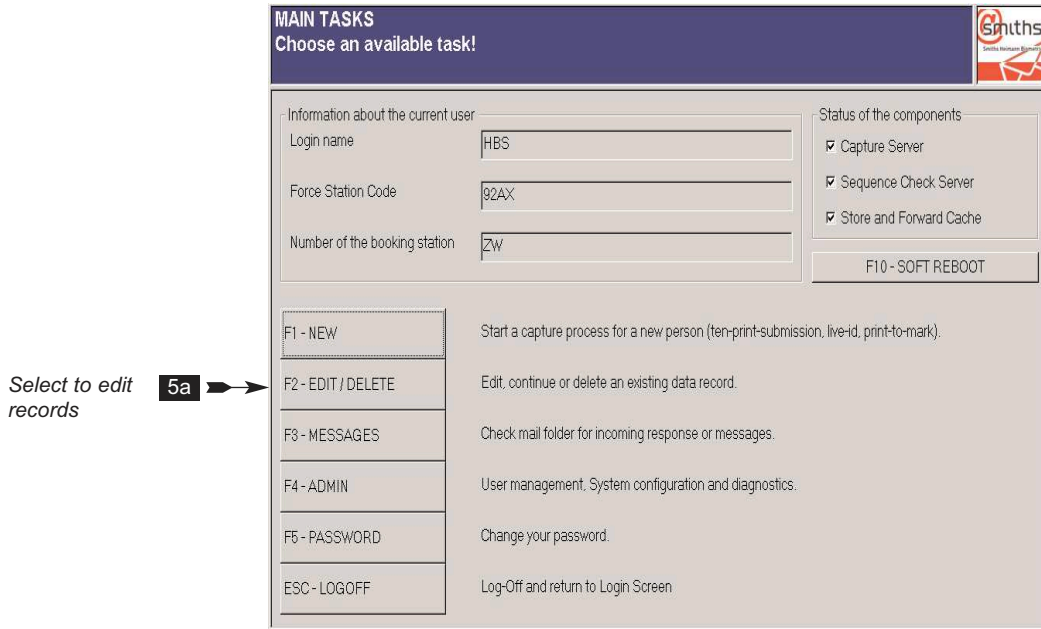 MAIN TASKS
Choose an available task!
smiths
Information about the current user
Login name
HBS
Force Station Code
92AX
Number of the booking station
ZW
Status of the components
Capture Server
Sequence Check Server
Store and Forward Cache
F10 - SOFT REBOOT
F1 - NEW
Start a capture process for a new person (ten-print-submission, live-id, print-to-mark).
Select to edit
records
5a
F2 - EDIT / DELETE
Edit, continue or delete an existing data record.
F3 - MESSAGES
Check mail folder for incoming response or messages.
F4 - ADMIN
User management, System configuration and diagnostics.
F5 - PASSWORD
Change your password.
ESC - LOGOFF
Log-Off and return to Login Screen